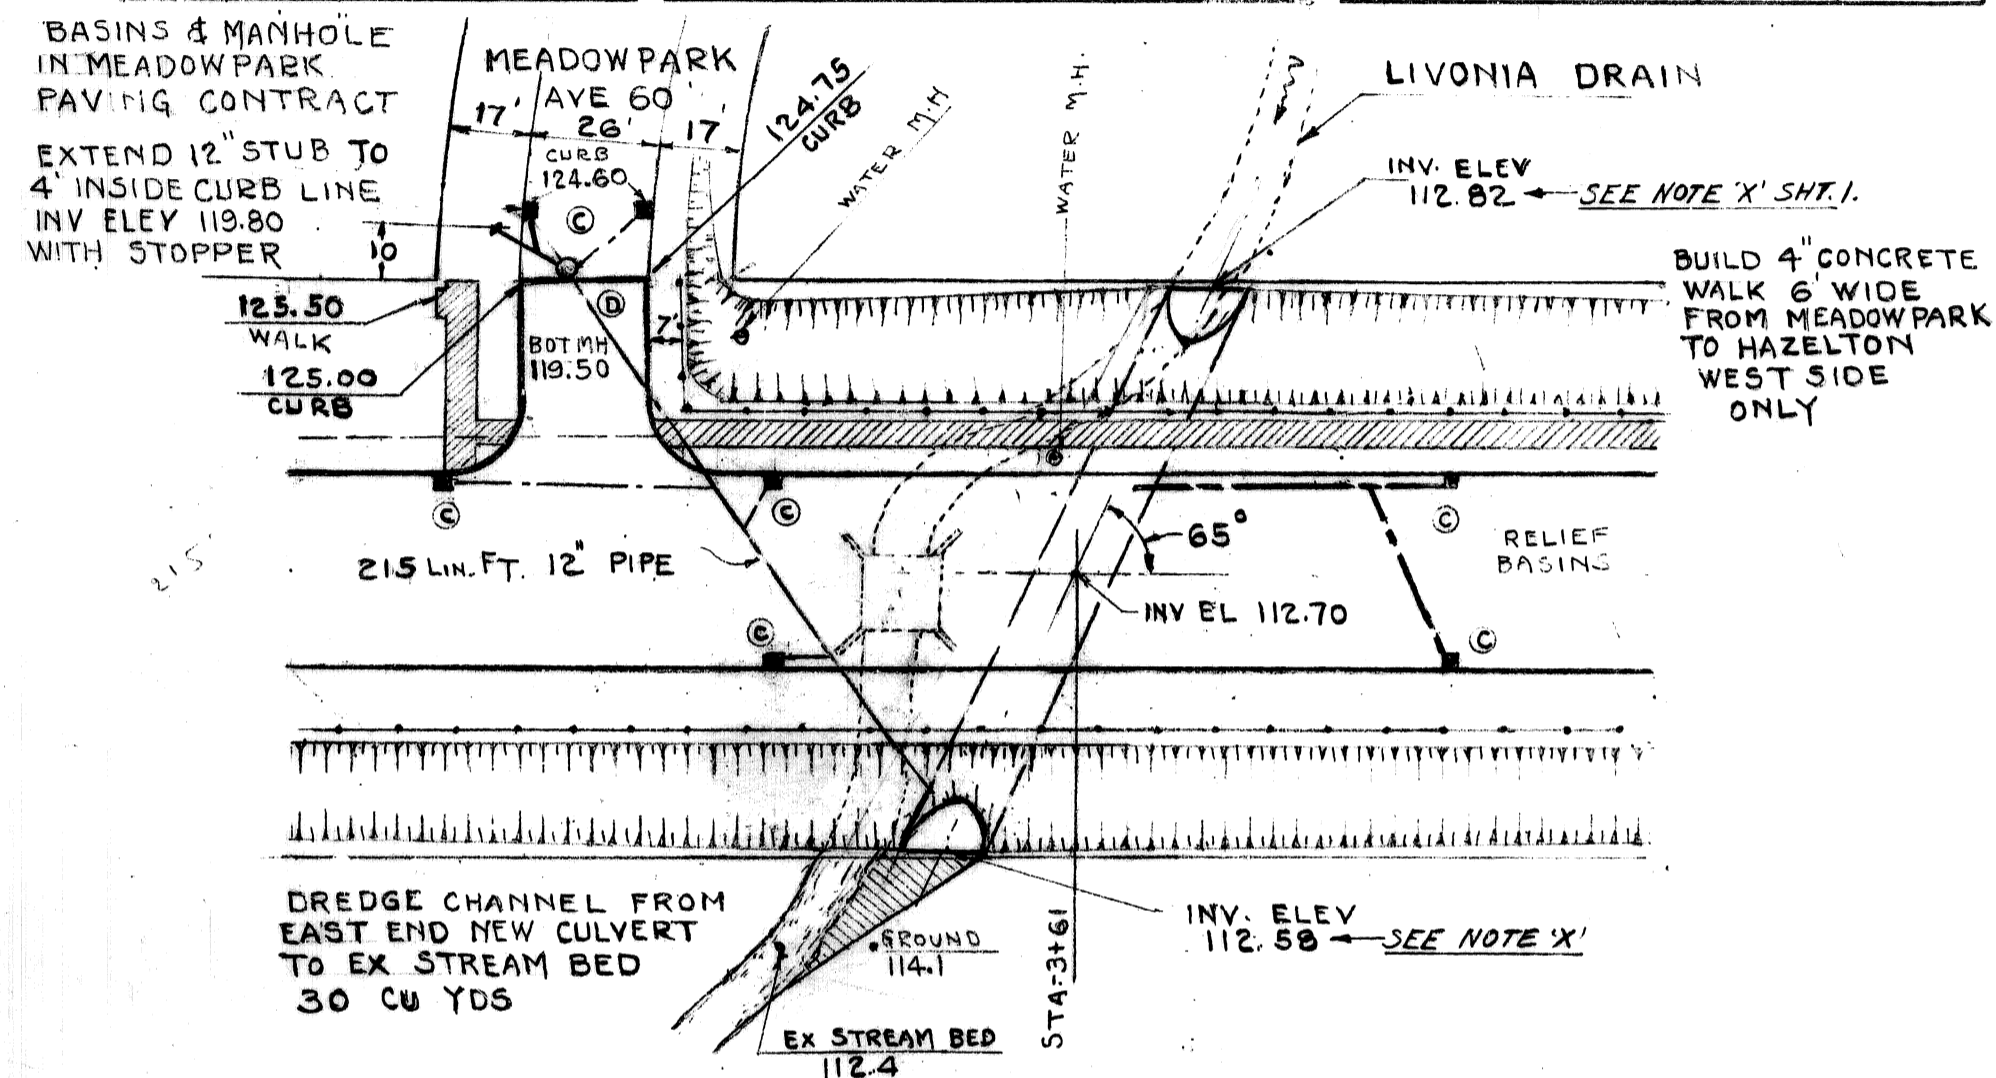 BASINS & MANHOLE
IN MEADOWPARK
PAVING CONTRACT
EXTEND 12" STUB TO
4' INSIDE CURB LINE
INV ELEV 119.80
WITH STOPPER
10
MEADOWPARK
AVE 60'
17'
26'
17'
CURB
124.60
C
124.75
CURB
WATER M.H
WATER M.H.
LIVONIA DRAIN
INV. ELEV
112.82
SEE NOTE 'X' SHT. 1.
BUILD 4" CONCRETE
WALK 6' WIDE
FROM MEADOWPARK
TO HAZELTON
WEST SIDE
ONLY
125.50
WALK
125.00
CURB
D
BOT MH
119.50
7'
C
C
C
RELIEF
BASINS
65°
215'
215 LIN. FT. 12" PIPE
INV EL 112.70
C
C
DREDGE CHANNEL FROM
EAST END NEW CULVERT
TO EX STREAM BED
30 CU YDS
GROUND
114.1
EX STREAM BED
112.4
STA-3+61
INV. ELEV
112.58
SEE NOTE 'X'